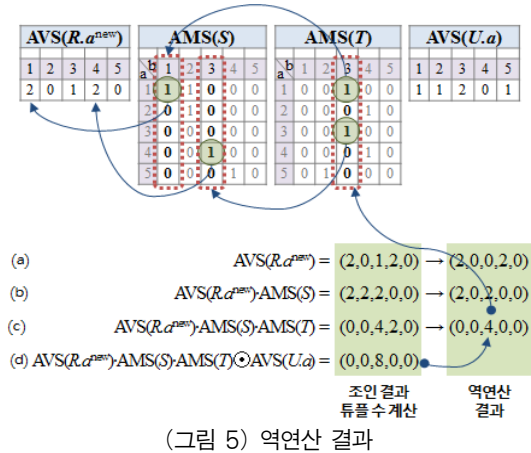 AVS(R.a^new) AMS(S) AMS(T) AVS(U.a)
1 2 3 4 5
2 0 1 2 0
b
a 1 2 3 4 5
1 1 1 0 0 0
2 0 1 0 0 0
3 0 0 0 0 0
4 0 0 1 0 0
5 0 0 0 1 0
b
a 1 2 3 4 5
1 0 0 1 0 0
2 0 0 0 1 0
3 0 0 1 0 0
4 0 0 0 1 0
5 0 1 0 0 0
1 2 3 4 5
1 1 2 0 1
(a) AVS(R.a^new) = (2,0,1,2,0) → (2,0,0,2,0)
(b) AVS(R.a^new)·AMS(S) = (2,2,2,0,0) → (2,0,2,0,0)
(c) AVS(R.a^new)·AMS(S)·AMS(T) = (0,0,4,2,0) → (0,0,4,0,0)
(d) AVS(R.a^new)·AMS(S)·AMS(T)⊙AVS(U.a) = (0,0,8,0,0)
조인 결과
튜플 수 계산
역연산
결과
(그림 5) 역연산 결과